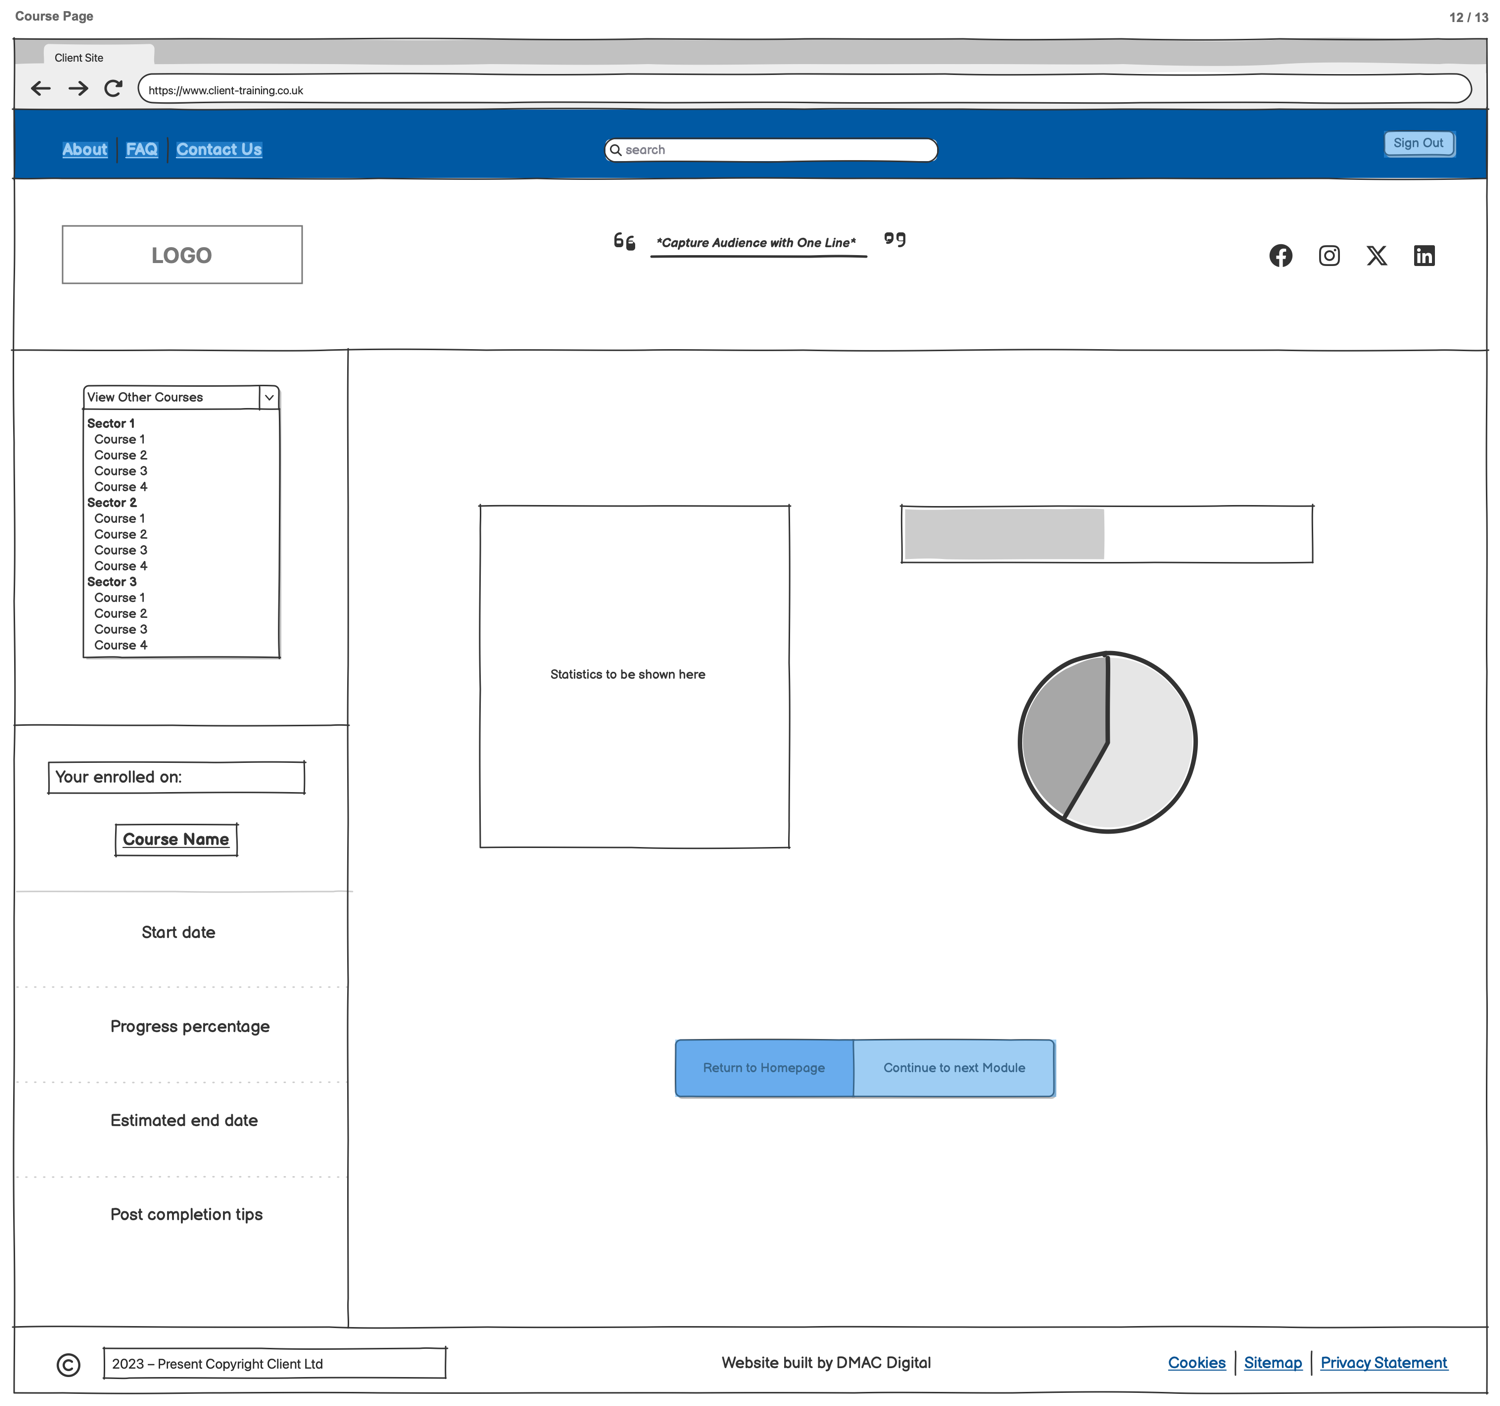 Course Page
12 / 13
Client Site
https://www.client-training.co.uk
About
FAQ
Contact Us
search
Sign Out
LOGO
*Capture Audience with One Line*
View Other Courses
Sector 1
Course 1
Course 2
Course 3
Course 4
Sector 2
Course 1
Course 2
Course 3
Course 4
Sector 3
Course 1
Course 2
Course 3
Course 4
Statistics to be shown here
Your enrolled on:
Course Name
Start date
Progress percentage
Estimated end date
Post completion tips
Return to Homepage
Continue to next Module
© 2023 – Present Copyright Client Ltd
Website built by DMAC Digital
Cookies
Sitemap
Privacy Statement